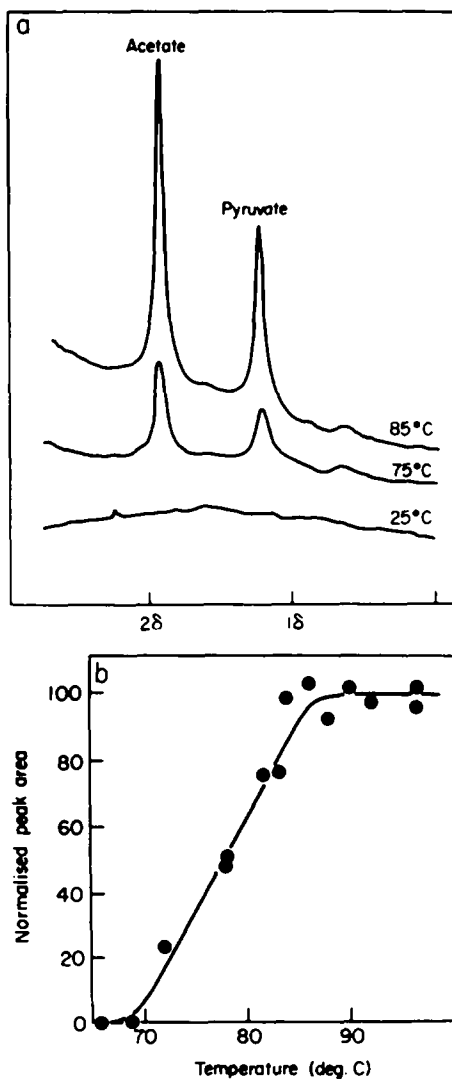 a
Acetate
Pyruvate
85°C
75°C
25°C
2δ 1δ
b
100
80
60
40
20
0
70 80 90
Normalised peak area
Temperature (deg. C)